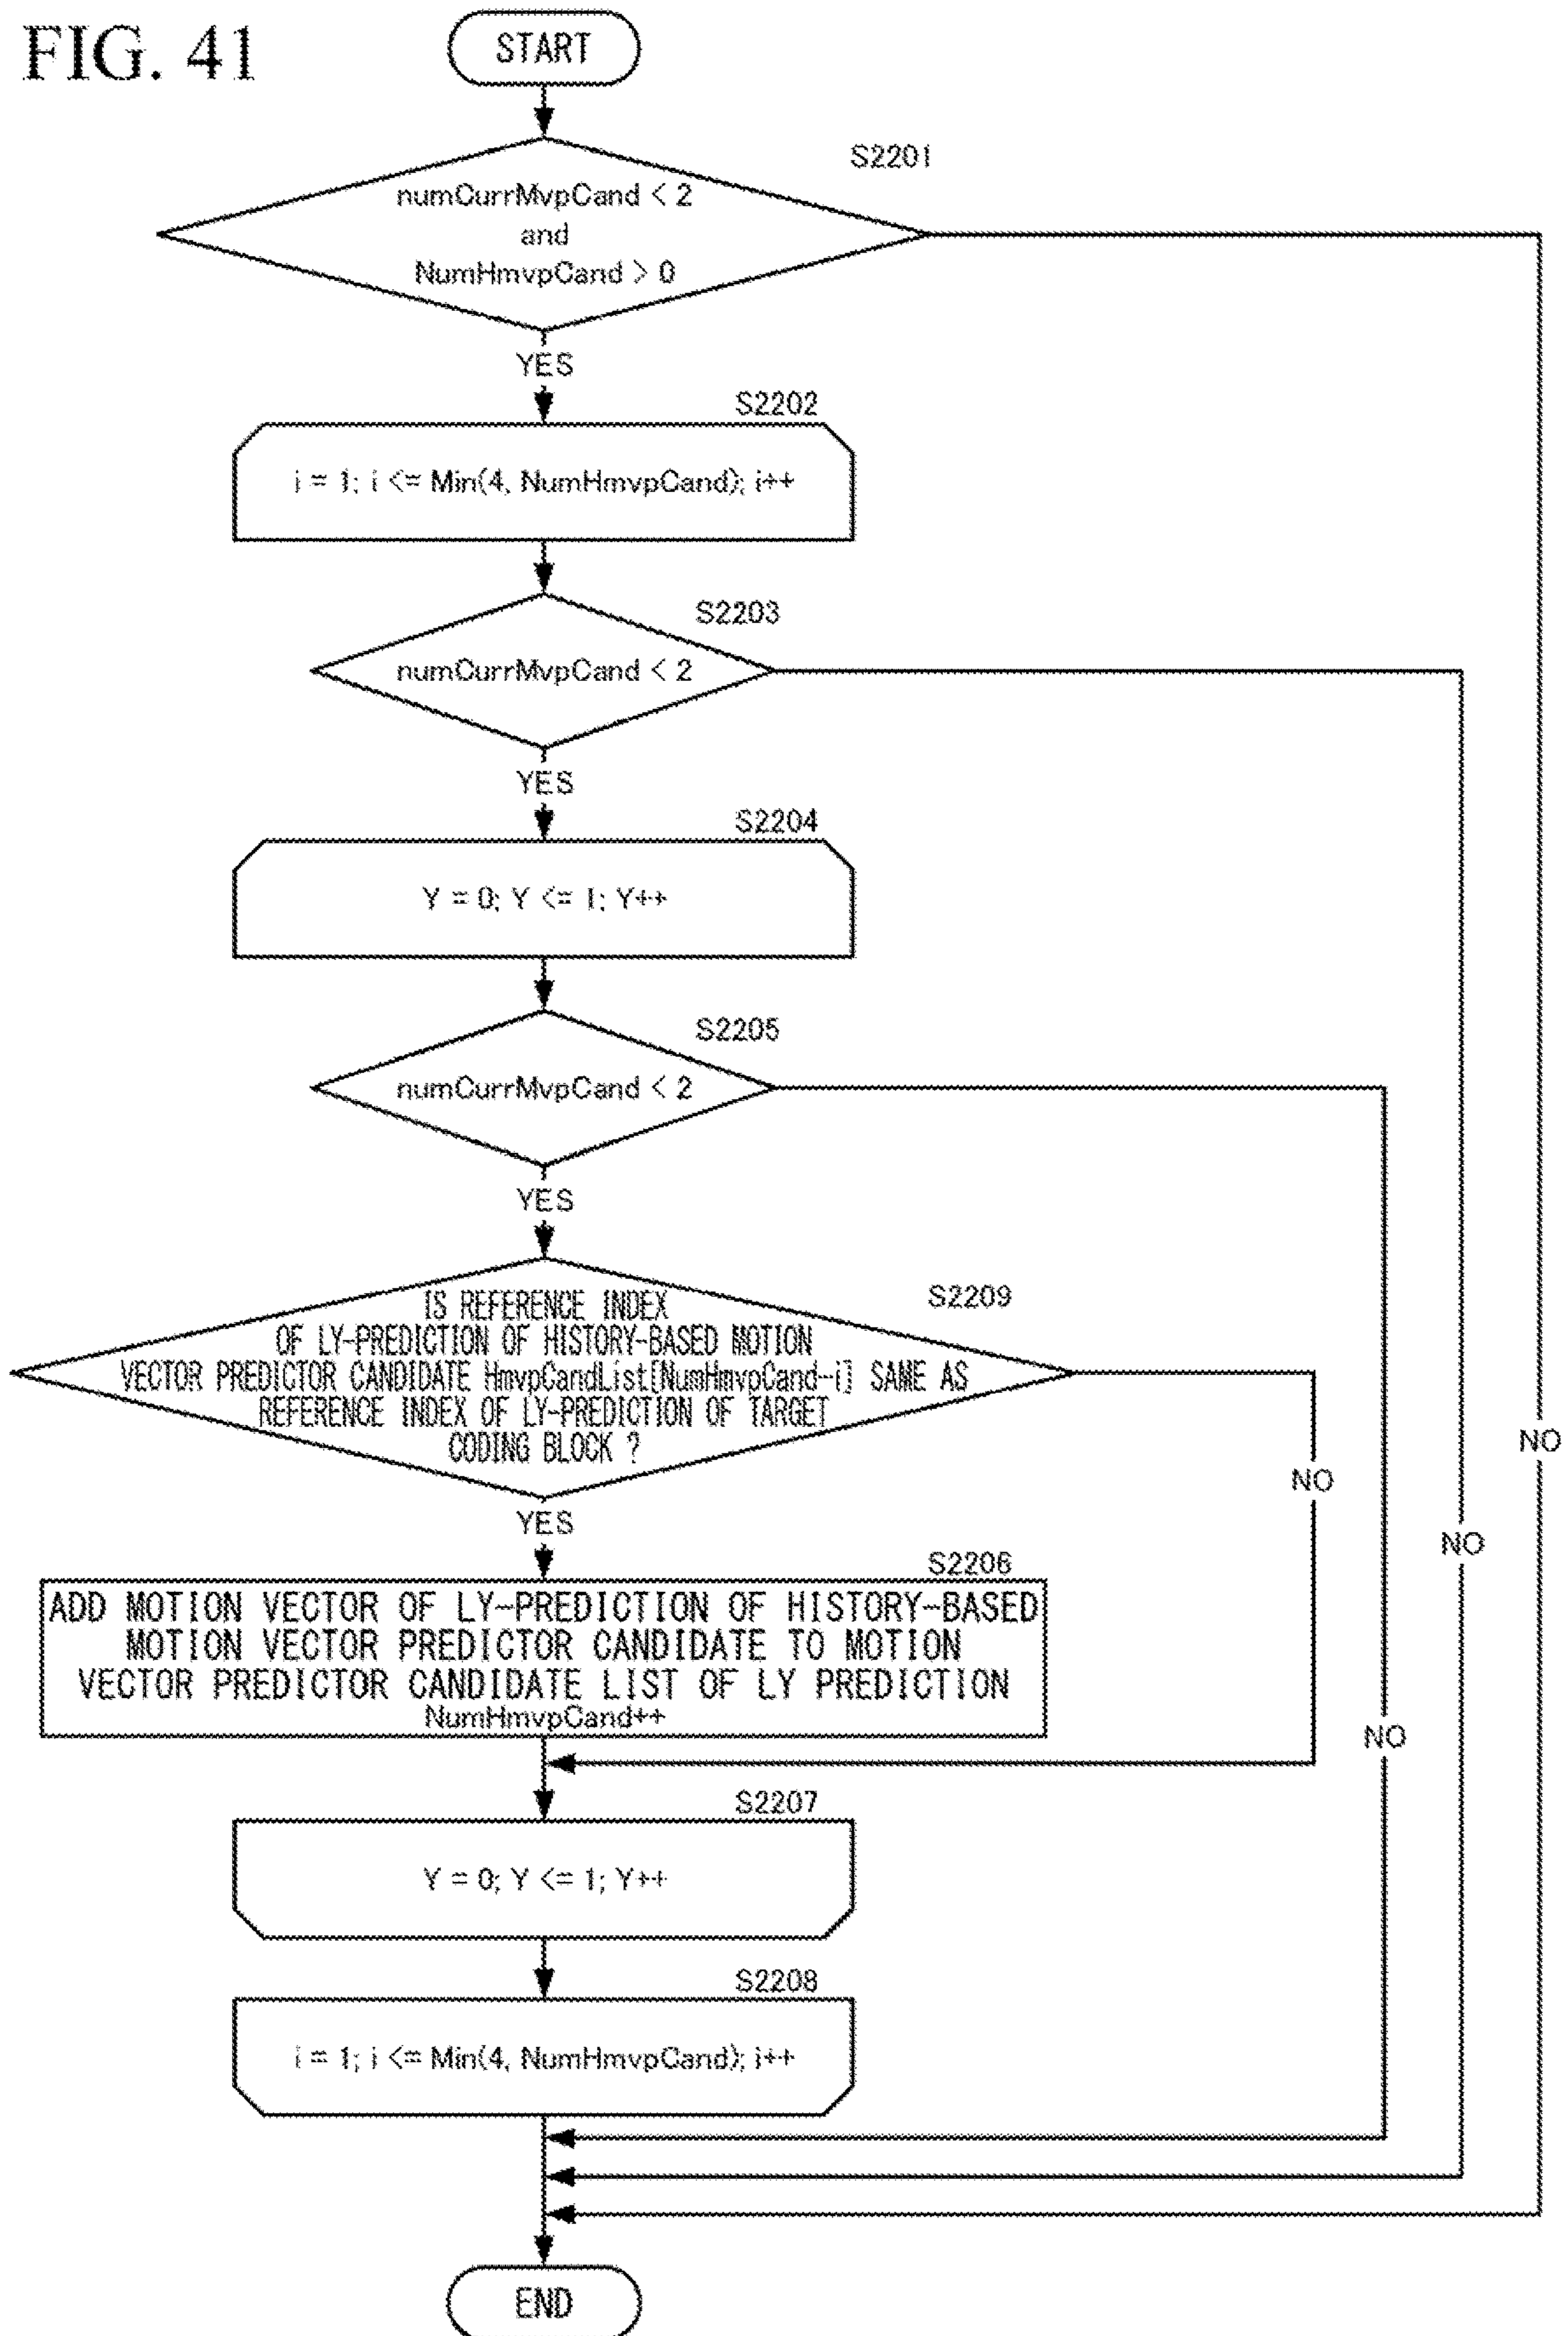 FIG. 41
START
S2201
numCurrMvpCand < 2
and
NumHmvpCand > 0
YES
S2202
i = 1; i <= Min(4, NumHmvpCand); i++
S2203
numCurrMvpCand < 2
YES
S2204
Y = 0; Y <= 1; Y++
S2205
numCurrMvpCand < 2
YES
S2209
IS REFERENCE INDEX
OF LY-PREDICTION OF HISTORY-BASED MOTION
VECTOR PREDICTOR CANDIDATE HmvpCandList[NumHmvpCand-i] SAME AS
REFERENCE INDEX OF LY-PREDICTION OF TARGET
CODING BLOCK ?
NO
NO
NO
YES
S2206
ADD MOTION VECTOR OF LY-PREDICTION OF HISTORY-BASED
MOTION VECTOR PREDICTOR CANDIDATE TO MOTION
VECTOR PREDICTOR CANDIDATE LIST OF LY PREDICTION
NumHmvpCand++
NO
S2207
Y = 0; Y <= 1; Y++
S2208
i = 1; i <= Min(4, NumHmvpCand); i++
END